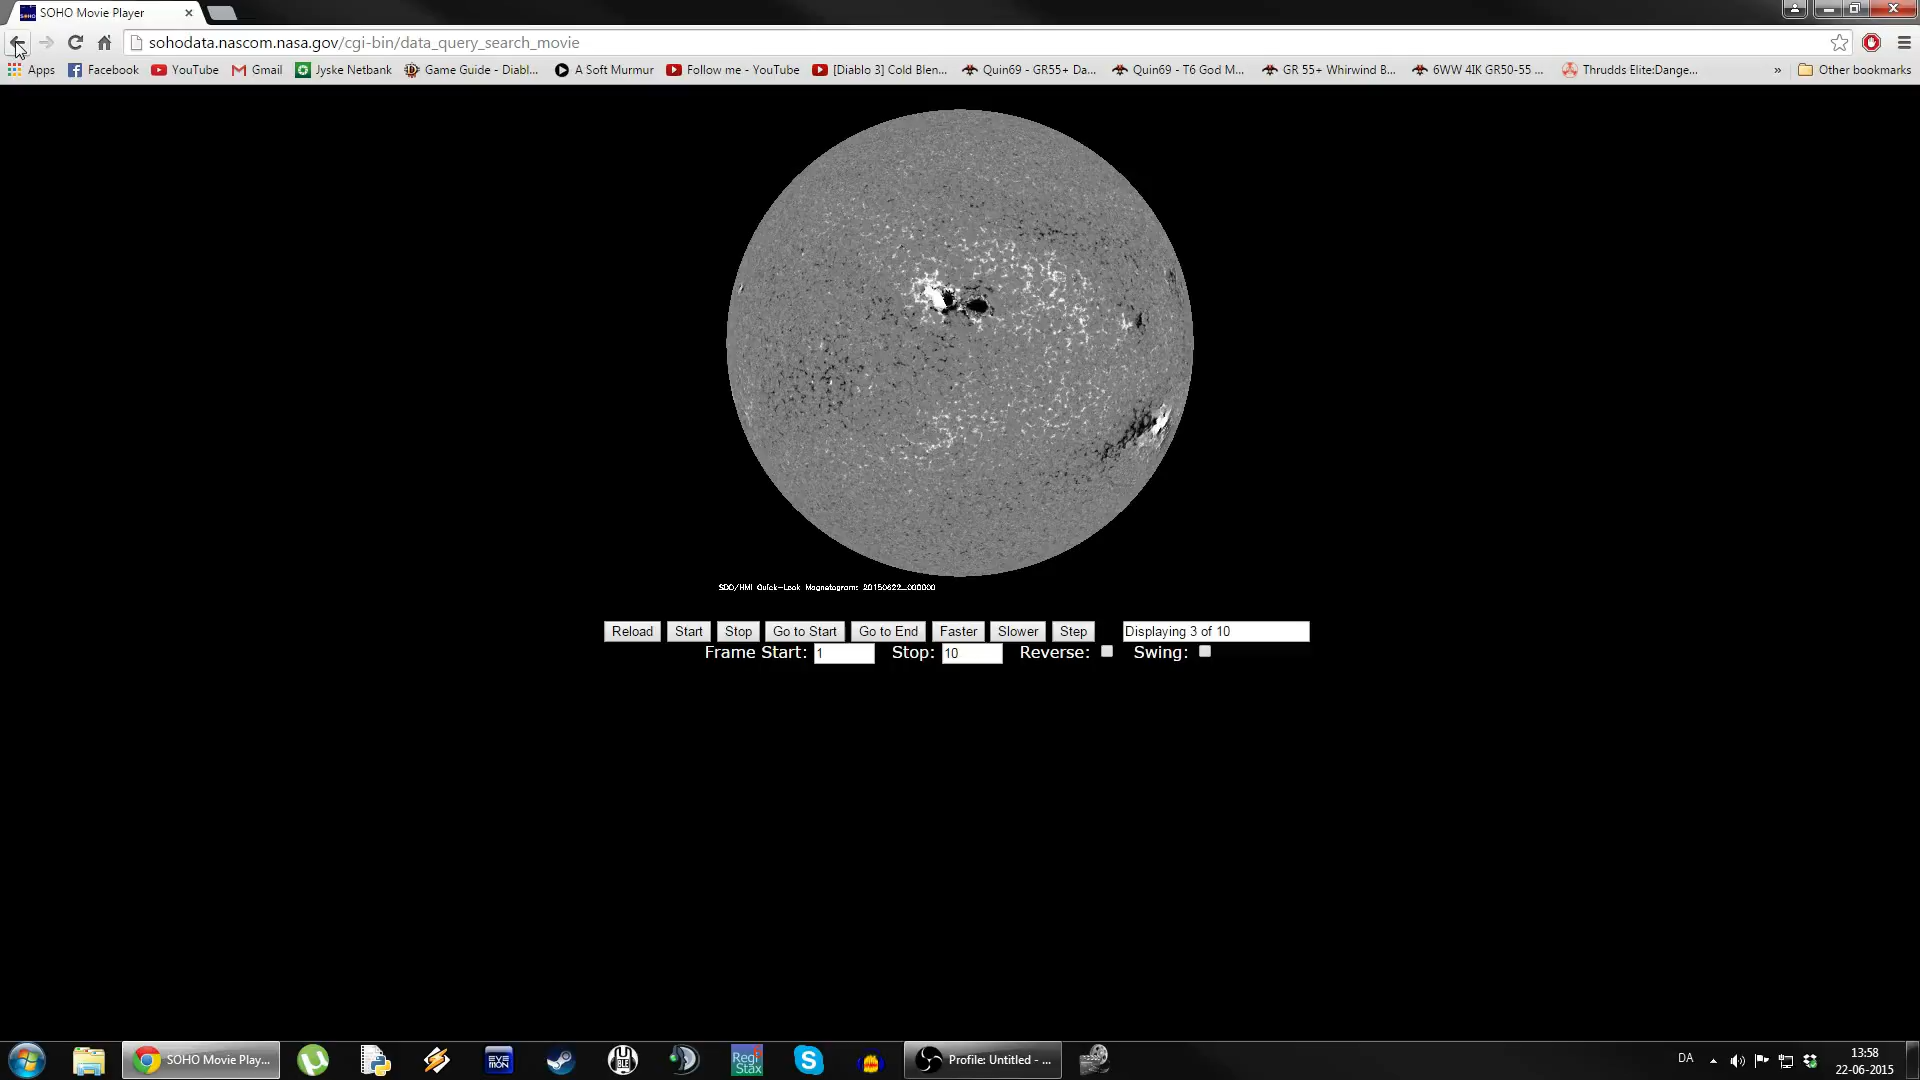 SOHO Movie Player
sohodata.nascom.nasa.gov/cgi-bin/data_query_search_movie
Apps Facebook YouTube Gmail Jyske Netbank Game Guide - Diabl... A Soft Murmur Follow me - YouTube [Diablo 3] Cold Blen... Quin69 - GR55+ Da... Quin69 - T6 God M... GR 55+ Whirwind B... 6WW 4IK GR50-55 ... Thrudds Elite:Dange... » Other bookmarks
SDO/HMI Quick-Look Magnetogram: 20150622_000000
Reload Start Stop Go to Start Go to End Faster Slower Step Displaying 3 of 10
Frame Start: 1 Stop: 10 Reverse: Swing:
SOHO Movie Play... EVE MON Regi Stax Profile: Untitled - ... DA 13:58
22-06-2015